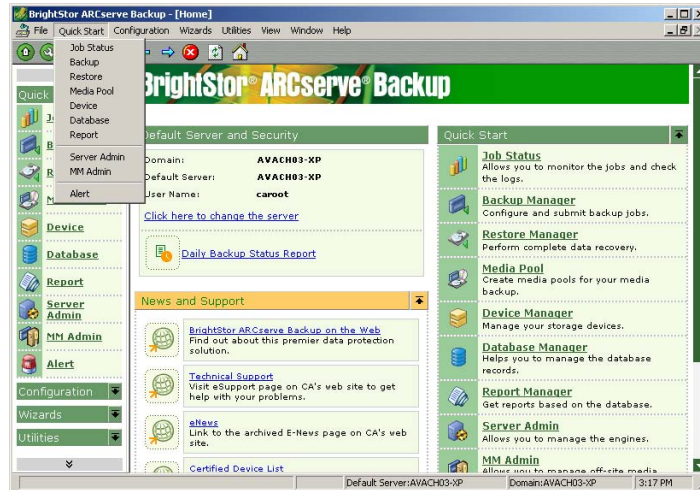 BrightStor ARCserve Backup - [Home]
File Quick Start Configuration Wizards Utilities View Window Help
Job Status
Backup
Restore
Media Pool
Device
Database
Report
Server Admin
MM Admin
Alert
Quick
J
B
R
M
Device
Database
Report
Server
Admin
MM Admin
Alert
Configuration
Wizards
Utilities
BrightStor® ARCserve® Backup
Default Server and Security
Domain: AVACH03-XP
Default Server: AVACH03-XP
User Name: caroot
Click here to change the server
Daily Backup Status Report
News and Support
BrightStor ARCserve Backup on the Web
Find out about this premier data protection
solution.
Technical Support
Visit eSupport page on CA's web site to get
help with your problems.
eNews
Link to the archived E-News page on CA's web
site.
Certified Device List
Quick Start
Job Status
Allows you to monitor the jobs and check
the logs.
Backup Manager
Configure and submit backup jobs.
Restore Manager
Perform complete data recovery.
Media Pool
Create media pools for your media
backup.
Device Manager
Manage your storage devices.
Database Manager
Helps you to manage the database
records.
Report Manager
Get reports based on the database.
Server Admin
Allows you to manage the engines.
MM Admin
Allows you to manage off-site media
Default Server:AVACH03-XP Domain:AVACH03-XP 3:17 PM